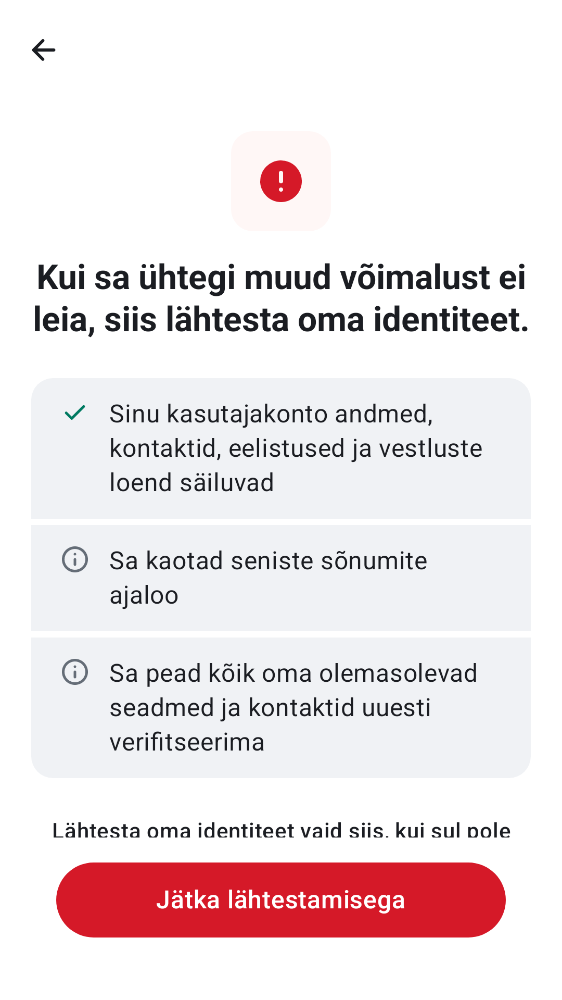 Kui sa ühtegi muud võimalust ei
leia, siis lähtesta oma identiteet.
Sinu kasutajakonto andmed,
kontaktid, eelistused ja vestluste
loend säiluvad
Sa kaotad seniste sõnumite
ajaloo
Sa pead kõik oma olemasolevad
seadmed ja kontaktid uuesti
verifitseerima
Lähtesta oma identiteet vaid siis, kui sul pole
Jätka lähtestamisega